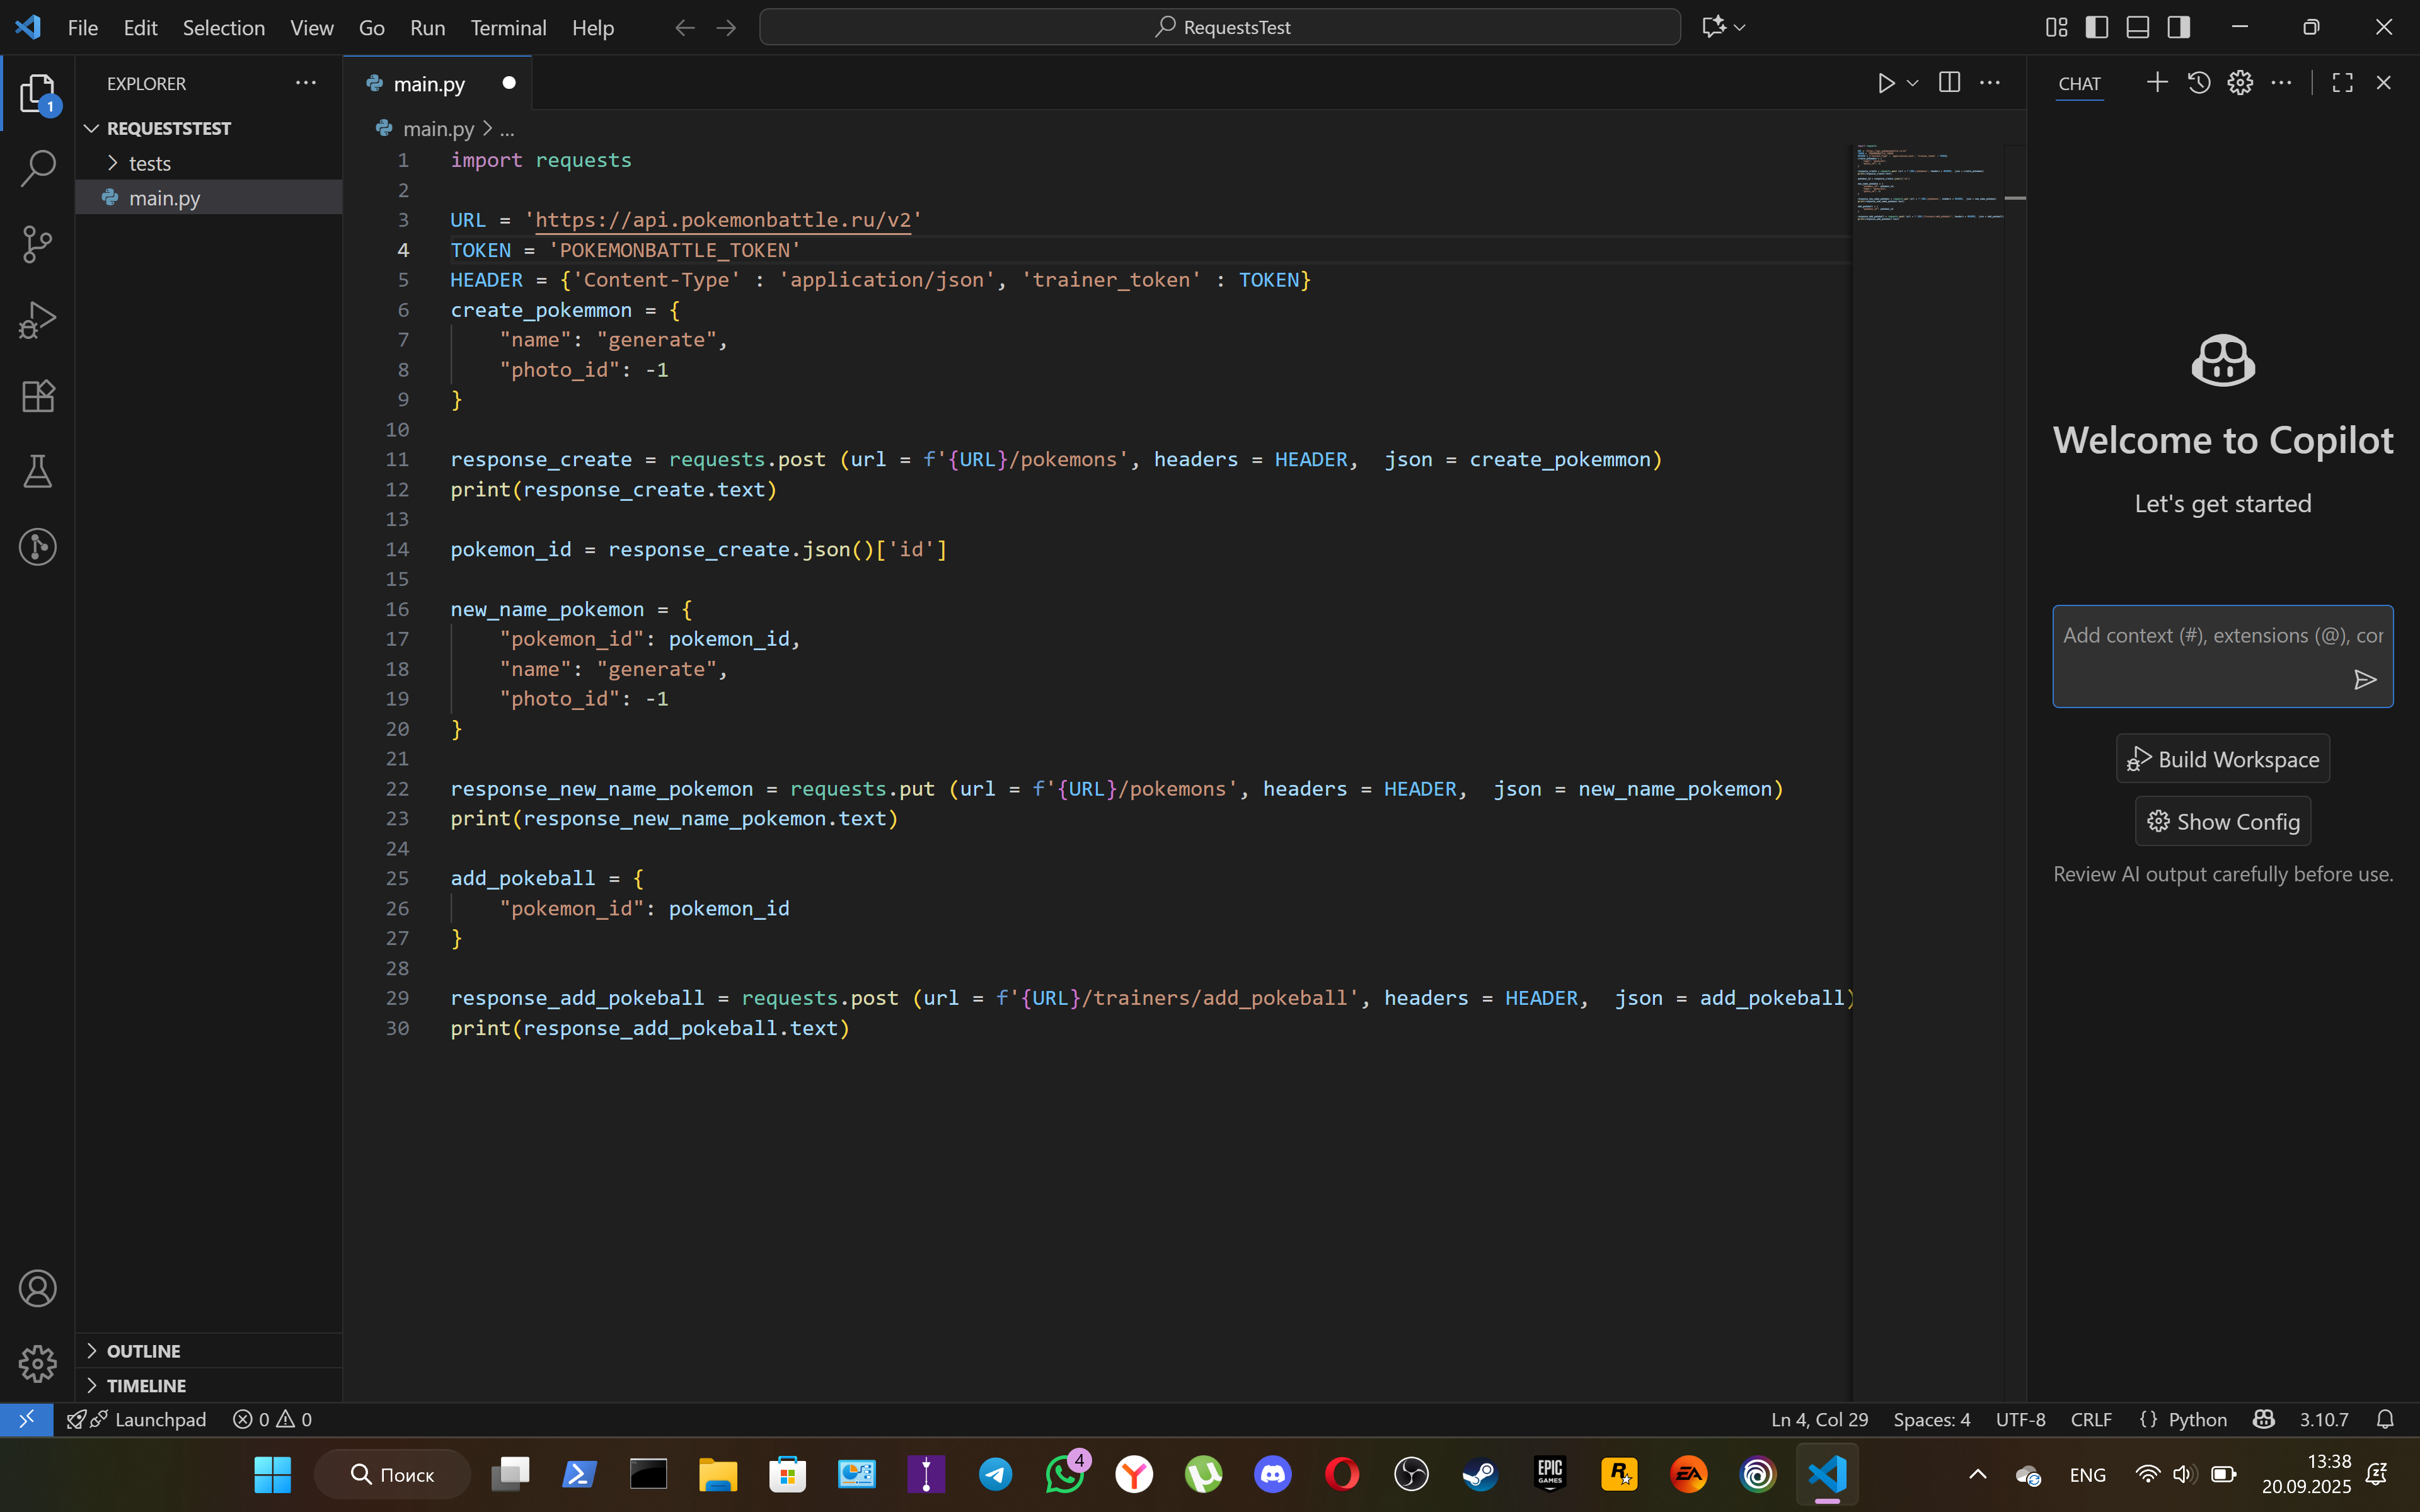 File Edit Selection View Go Run Terminal Help
RequestsTest
EXPLORER
1
REQUESTSTEST
tests
main.py
main.py
main.py > ...
1 import requests
2
3 URL = 'https://api.pokemonbattle.ru/v2'
4 TOKEN = 'POKEMONBATTLE_TOKEN'
5 HEADER = {'Content-Type' : 'application/json', 'trainer_token' : TOKEN}
6 create_pokemmon = {
7 "name": "generate",
8 "photo_id": -1
9 }
10
11 response_create = requests.post (url = f'{URL}/pokemons', headers = HEADER,  json = create_pokemmon)
12 print(response_create.text)
13
14 pokemon_id = response_create.json()['id']
15
16 new_name_pokemon = {
17 "pokemon_id": pokemon_id,
18 "name": "generate",
19 "photo_id": -1
20 }
21
22 response_new_name_pokemon = requests.put (url = f'{URL}/pokemons', headers = HEADER,  json = new_name_pokemon)
23 print(response_new_name_pokemon.text)
24
25 add_pokeball = {
26 "pokemon_id": pokemon_id
27 }
28
29 response_add_pokeball = requests.post (url = f'{URL}/trainers/add_pokeball', headers = HEADER,  json = add_pokeball)
30 print(response_add_pokeball.text)
CHAT
Welcome to Copilot
Let's get started
Add context (#), extensions (@), cor
Build Workspace
Show Config
Review AI output carefully before use.
OUTLINE
TIMELINE
Launchpad 0 0
Ln 4, Col 29 Spaces: 4 UTF-8 CRLF {} Python 3.10.7
Поиск
4
EPIC GAMES
EA
ENG
13:38
20.09.2025